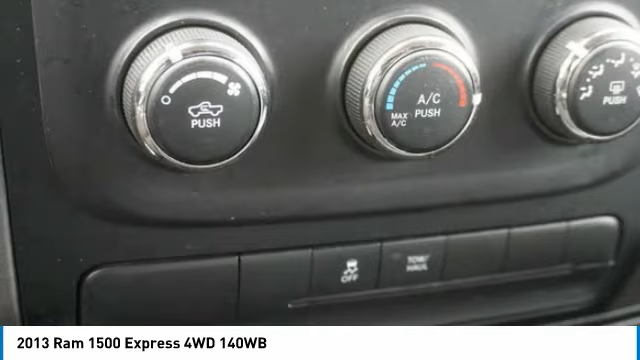 PUSH
A/C
MAX
A/C
PUSH
PUSH
OFF
TOW/
HAUL
2013 Ram 1500 Express 4WD 140WB